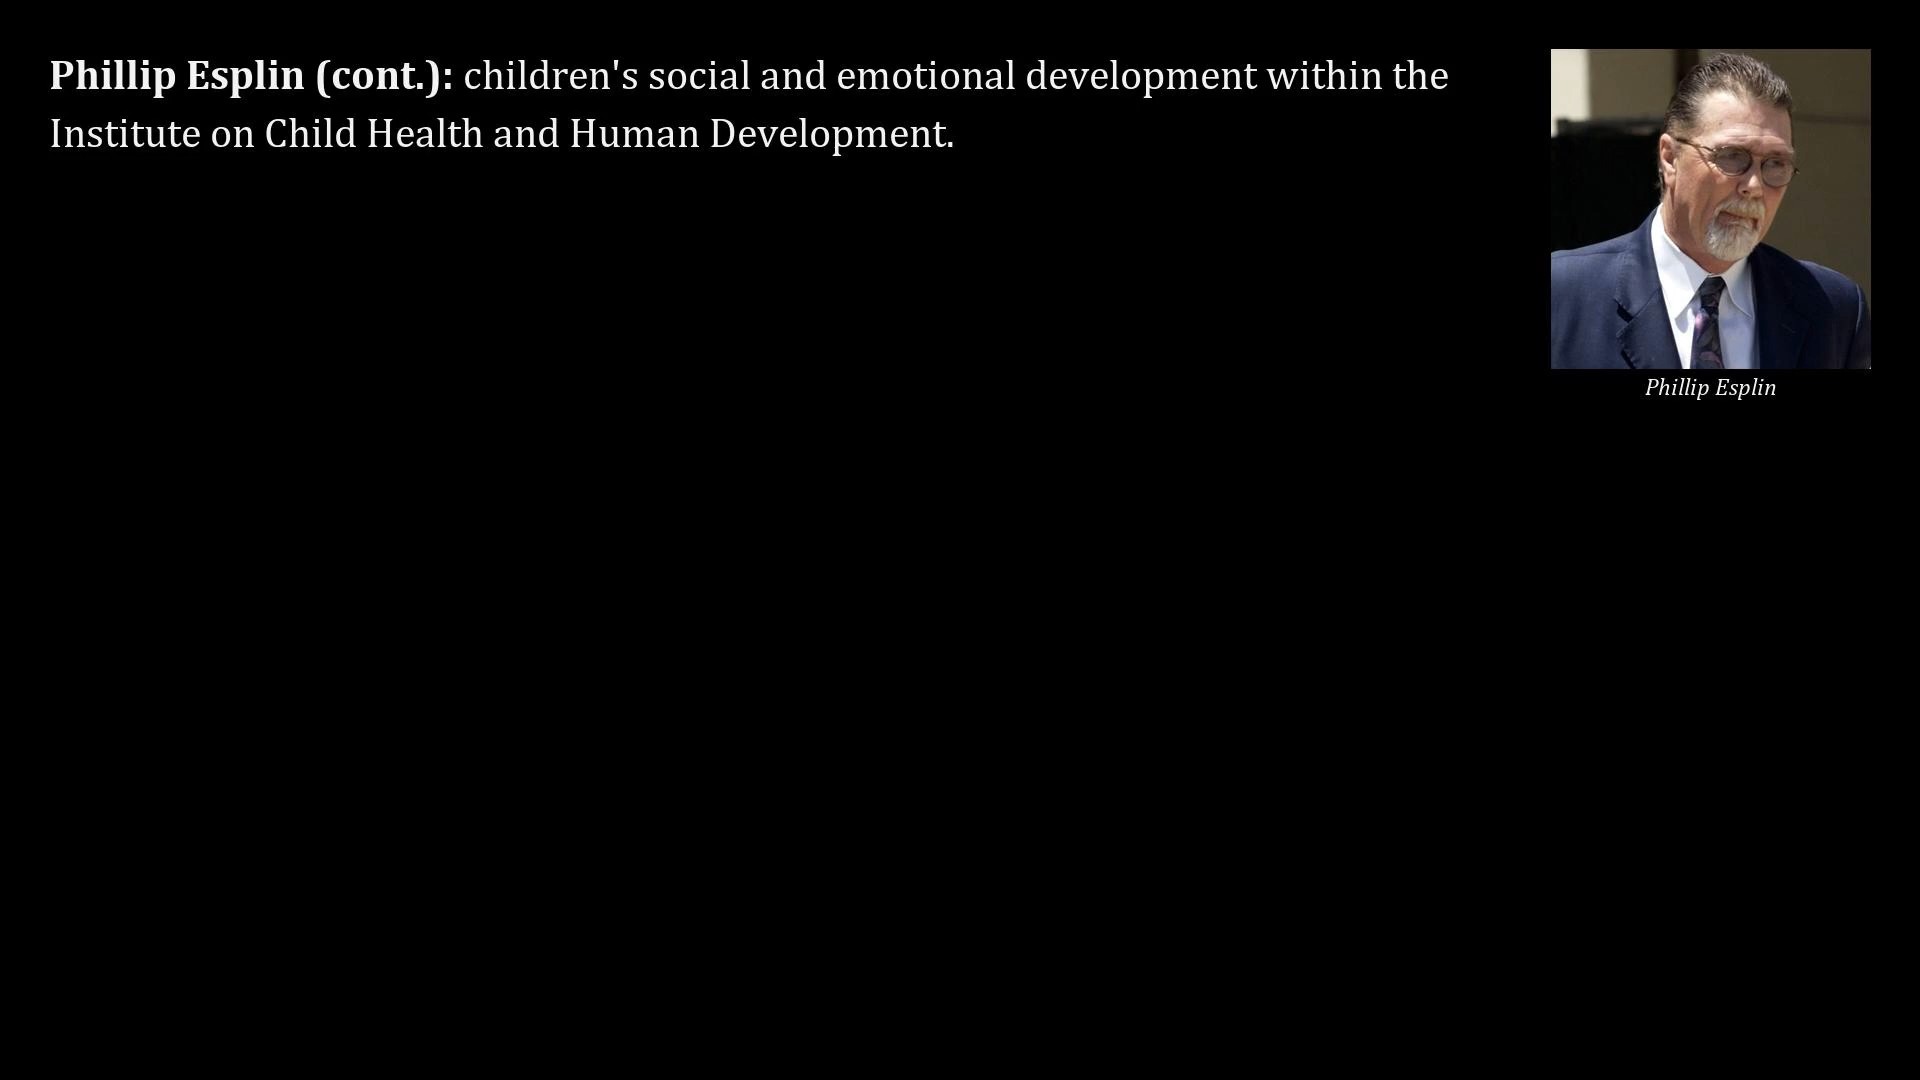 Phillip Esplin (cont.): children's social and emotional development within the
Institute on Child Health and Human Development.
Phillip Esplin